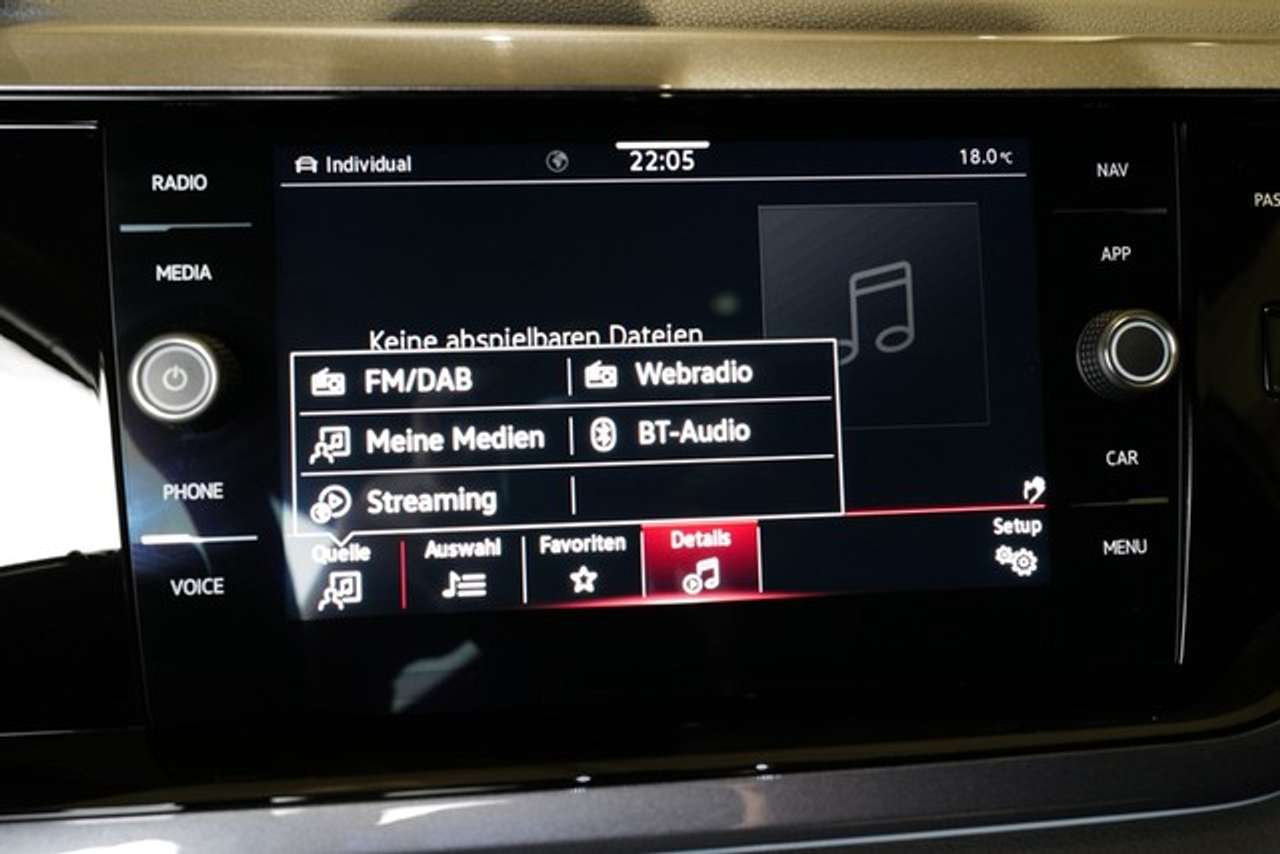 RADIO
MEDIA
PHONE
VOICE
Individual
22:05
18.0°C
Keine abspielbaren Dateien
FM/DAB
Webradio
Meine Medien
BT-Audio
Streaming
Quelle
Auswahl
Favoriten
Details
Setup
NAV
APP
CAR
MENU
PAS